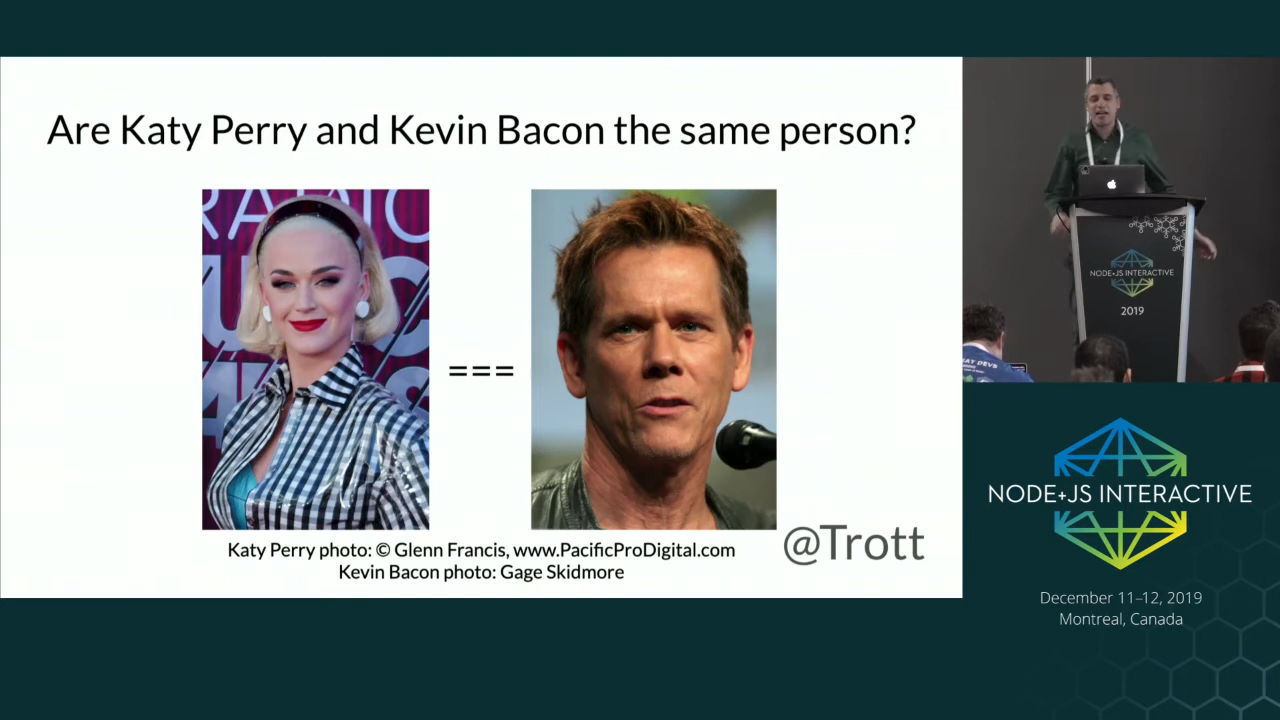 Are Katy Perry and Kevin Bacon the same person?
===
Katy Perry photo: © Glenn Francis, www.PacificProDigital.com
Kevin Bacon photo: Gage Skidmore
@Trott
NODE+JS INTERACTIVE
2019
NODE+JS INTERACTIVE
December 11–12, 2019
Montreal, Canada